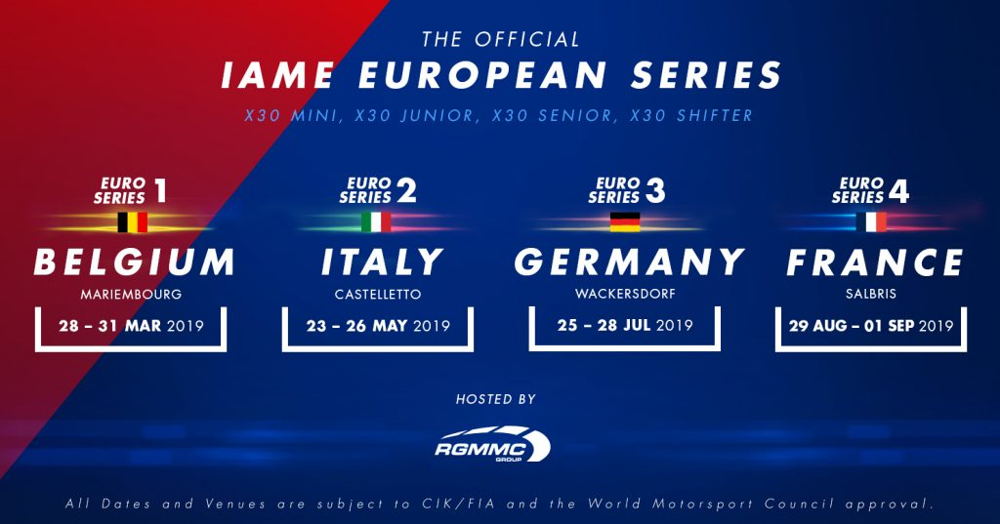 THE OFFICIAL
IAME EUROPEAN SERIES
X30 MINI, X30 JUNIOR, X30 SENIOR, X30 SHIFTER
EURO SERIES 1
BELGIUM
MARIEMBOURG
28 – 31 MAR 2019
EURO SERIES 2
ITALY
CASTELLETTO
23 – 26 MAY 2019
EURO SERIES 3
GERMANY
WACKERSDORF
25 – 28 JUL 2019
EURO SERIES 4
FRANCE
SALBRIS
29 AUG – 01 SEP 2019
HOSTED BY
RGMMC
GROUP
All Dates and Venues are subject to CIK/FIA and the World Motorsport Council approval.